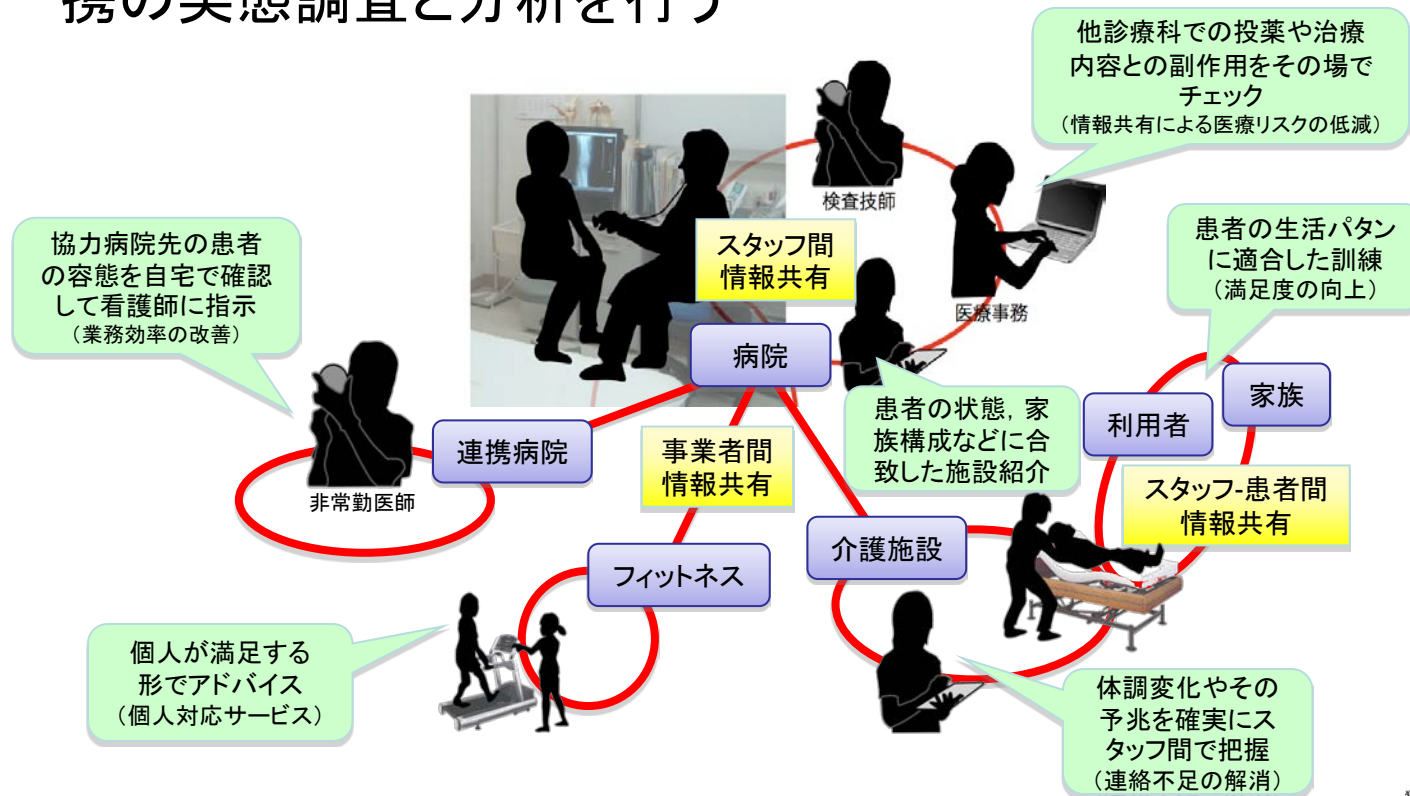 携の実態調査と分析を行う
他診療科での投薬や治療
内容との副作用をその場で
チェック
（情報共有による医療リスクの低減）
検査技師
協力病院先の患者
の容態を自宅で確認
して看護師に指示
（業務効率の改善）
スタッフ間
情報共有
患者の生活パタン
に適合した訓練
（満足度の向上）
医療事務
病院
家族
利用者
患者の状態，家
族構成などに合
致した施設紹介
連携病院
事業者間
情報共有
スタッフ-患者間
情報共有
非常勤医師
介護施設
フィットネス
個人が満足する
形でアドバイス
（個人対応サービス）
体調変化やその
予兆を確実にス
タッフ間で把握
（連絡不足の解消）